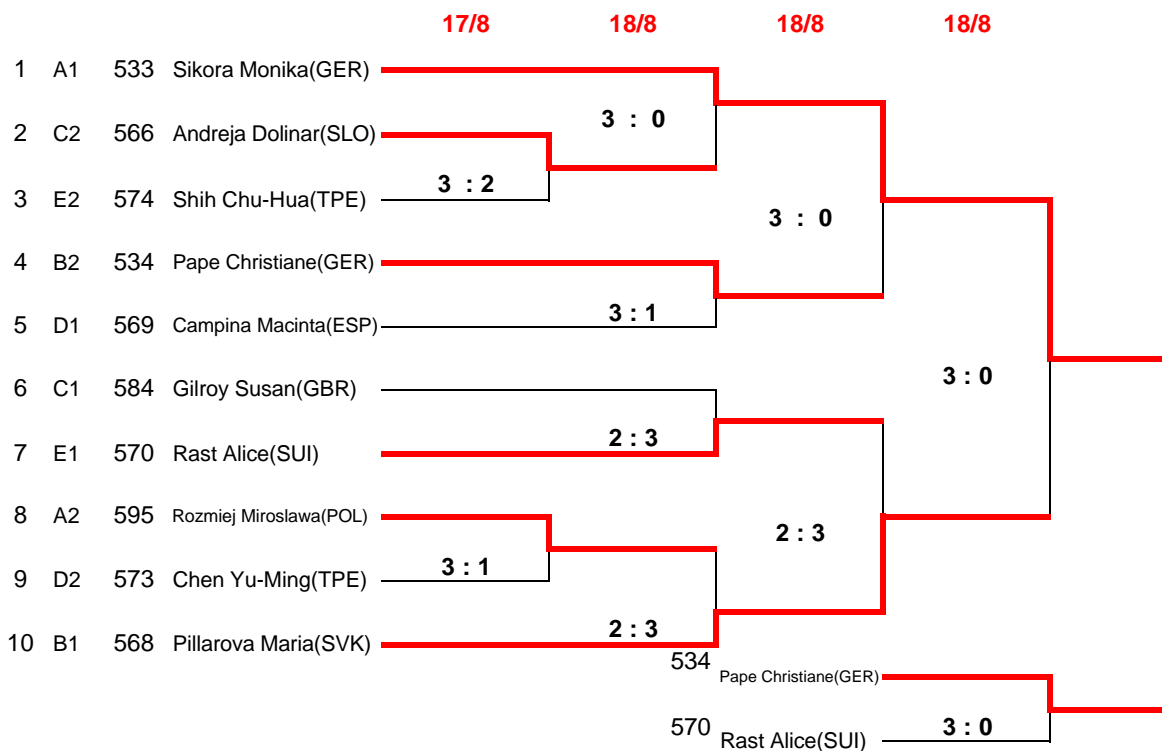 17/8 18/8 18/8 18/8
1 A1 533 Sikora Monika(GER)
3 : 0
2 C2 566 Andreja Dolinar(SLO)
3 : 2
3 E2 574 Shih Chu-Hua(TPE)
3 : 0
4 B2 534 Pape Christiane(GER)
3 : 1
5 D1 569 Campina Macinta(ESP)
3 : 0
6 C1 584 Gilroy Susan(GBR)
2 : 3
7 E1 570 Rast Alice(SUI)
8 A2 595 Rozmiej Miroslawa(POL)
2 : 3
3 : 1
9 D2 573 Chen Yu-Ming(TPE)
2 : 3
10 B1 568 Pillarova Maria(SVK)
534 Pape Christiane(GER)
3 : 0
570 Rast Alice(SUI)